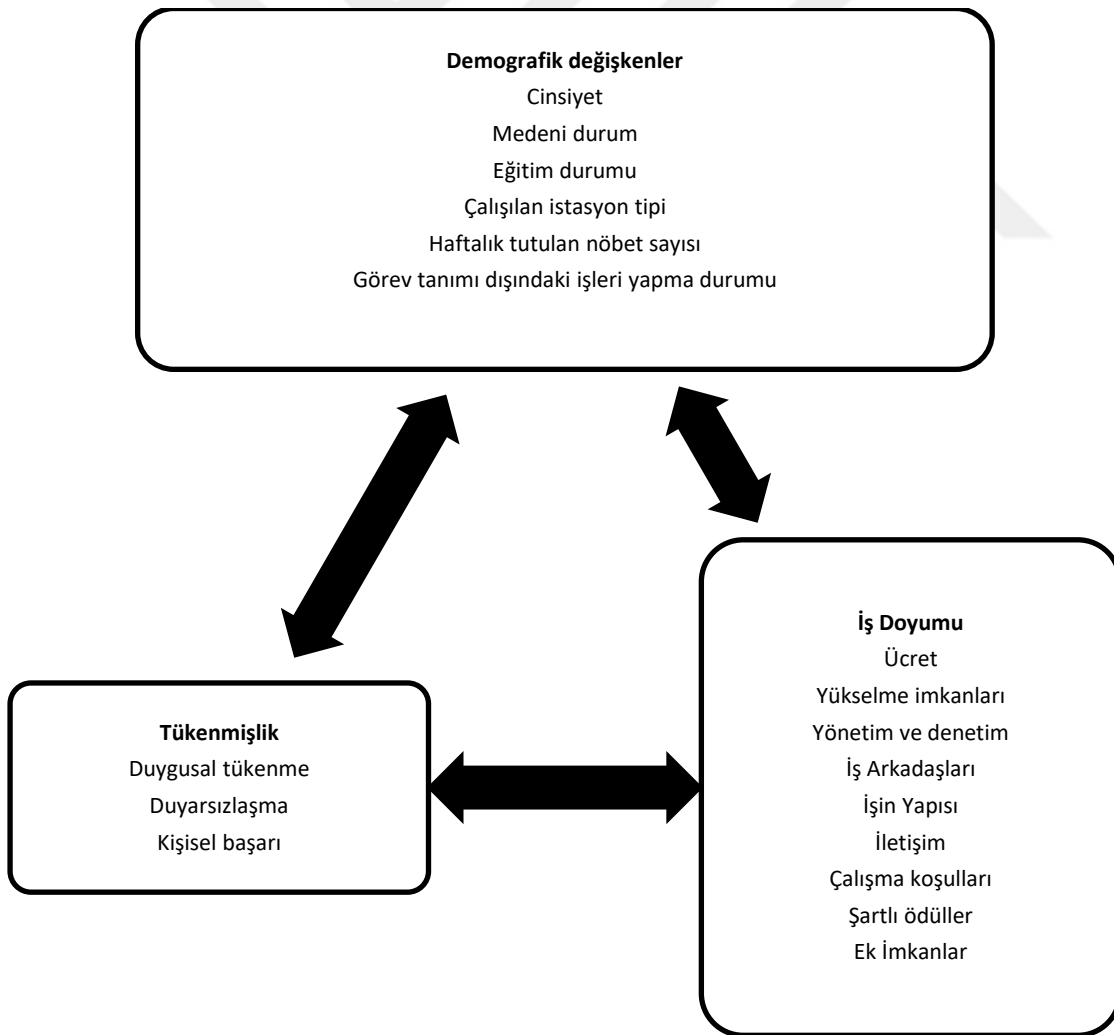 Demografik değişkenler
Cinsiyet
Medeni durum
Eğitim durumu
Çalışılan istasyon tipi
Haftalık tutulan nöbet sayısı
Görev tanımı dışındaki işleri yapma durumu
Tükenmişlik
Duygusal tükenme
Duyarsızlaşma
Kişisel başarı
İş Doyumu
Ücret
Yükselme imkanları
Yönetim ve denetim
İş Arkadaşları
İşin Yapısı
İletişim
Çalışma koşulları
Şartlı ödüller
Ek İmkanlar